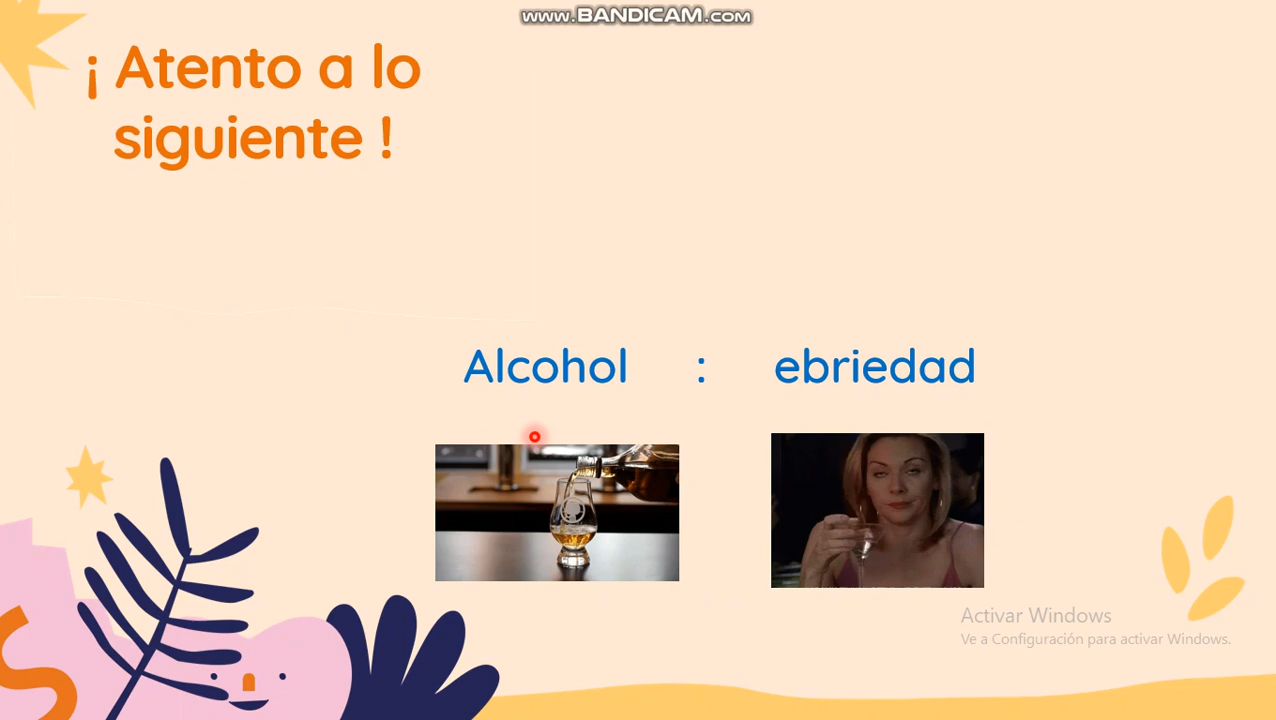 www.BANDICAM.com
¡ Atento a lo
siguiente !
Alcohol : ebriedad
Activar Windows
Ve a Configuración para activar Windows.
S